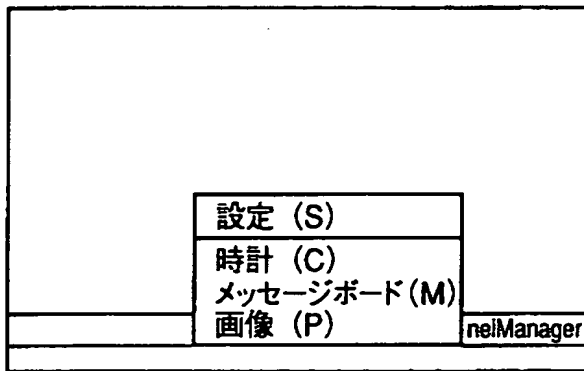 設定 (S)
時計 (C)
メッセージボード(M)
画像 (P)
nelManager